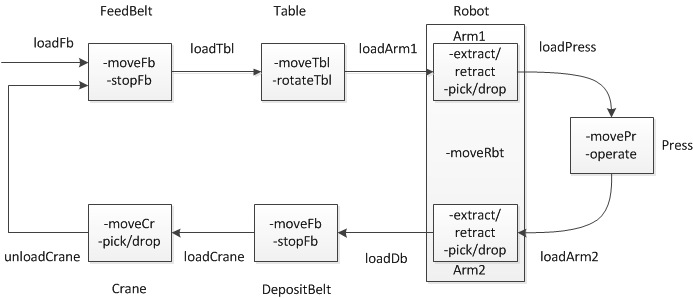 FeedBelt
Table
Robot
loadFb
-moveFb
-stopFb
loadTbl
-moveTbl
-rotateTbl
loadArm1
Arm1
-extract/
retract
-pick/drop
loadPress
-moveRbt
-movePr
-operate
Press
unloadCrane
-moveCr
-pick/drop
loadCrane
-moveFb
-stopFb
loadDb
-extract/
retract
-pick/drop
Arm2
loadArm2
Crane
DepositBelt